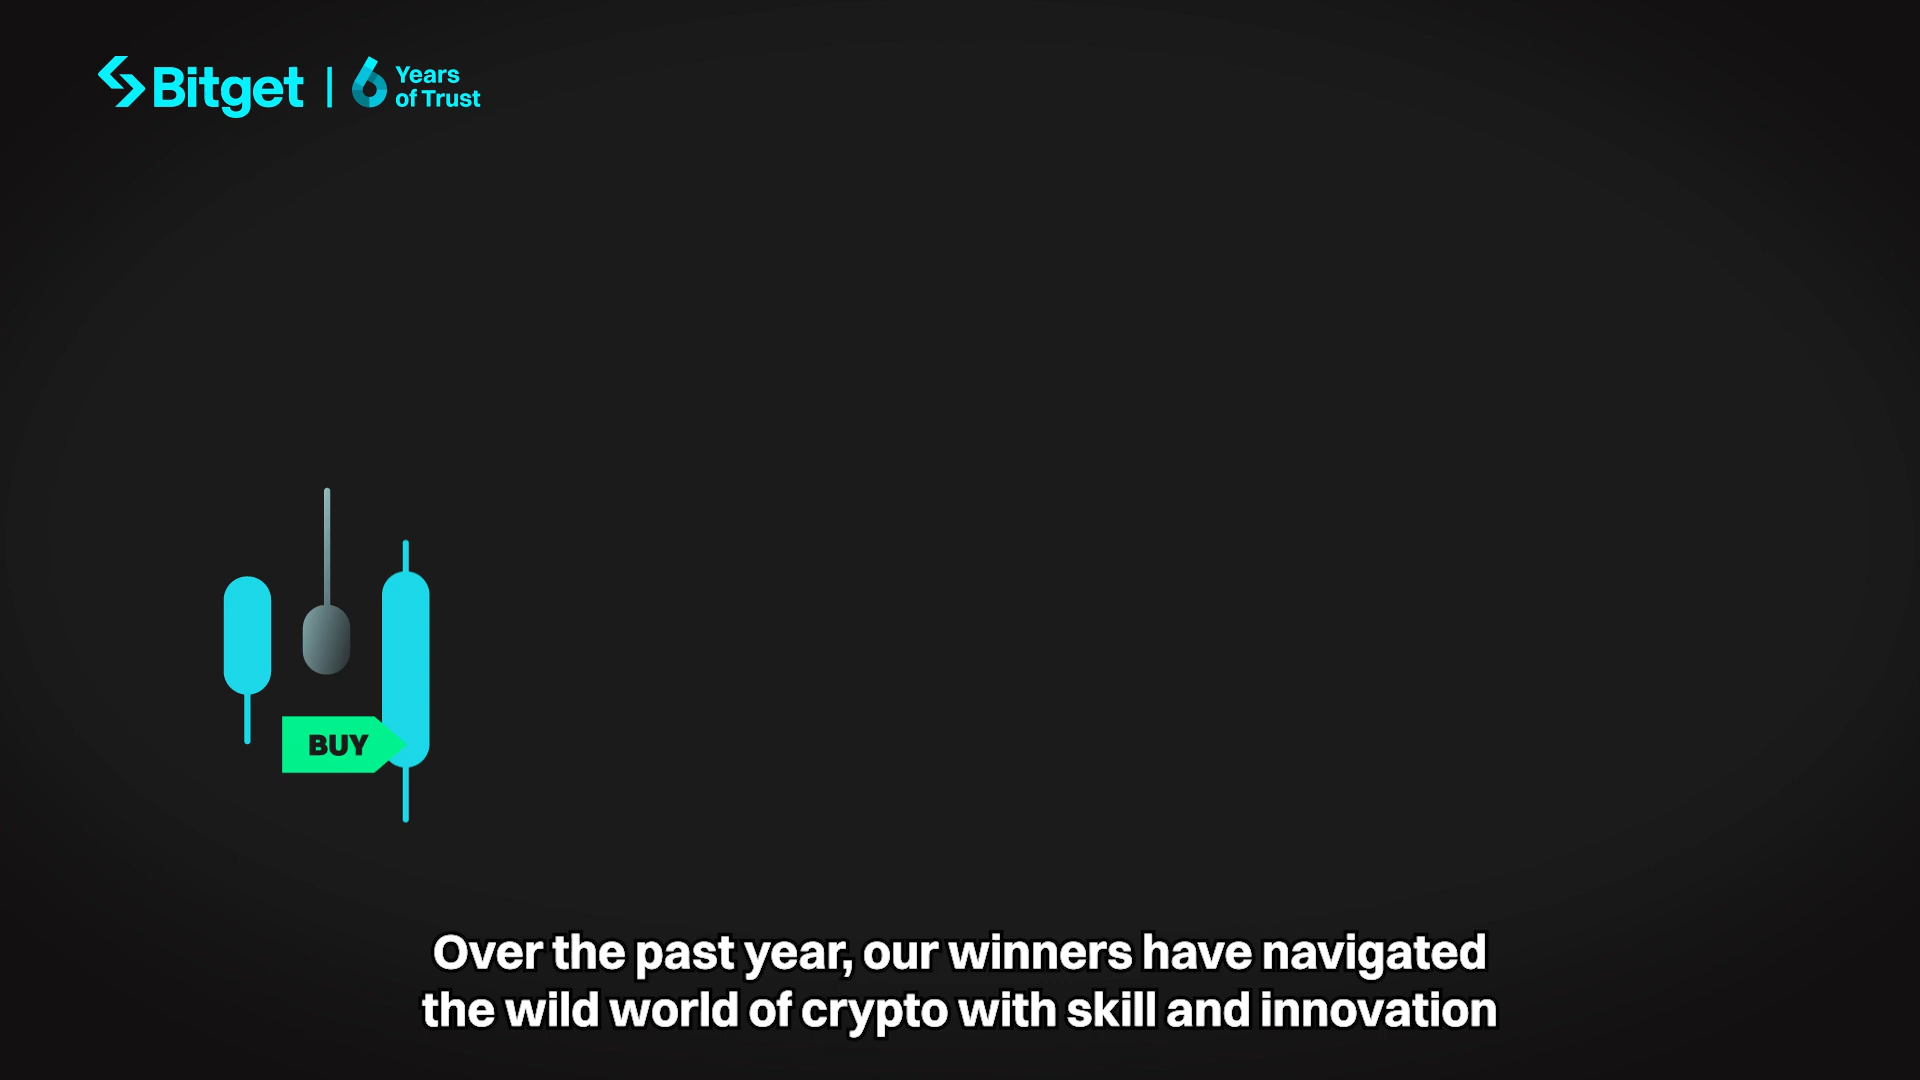 Bitget
6 Years
of Trust
BUY
Over the past year, our winners have navigated
the wild world of crypto with skill and innovation